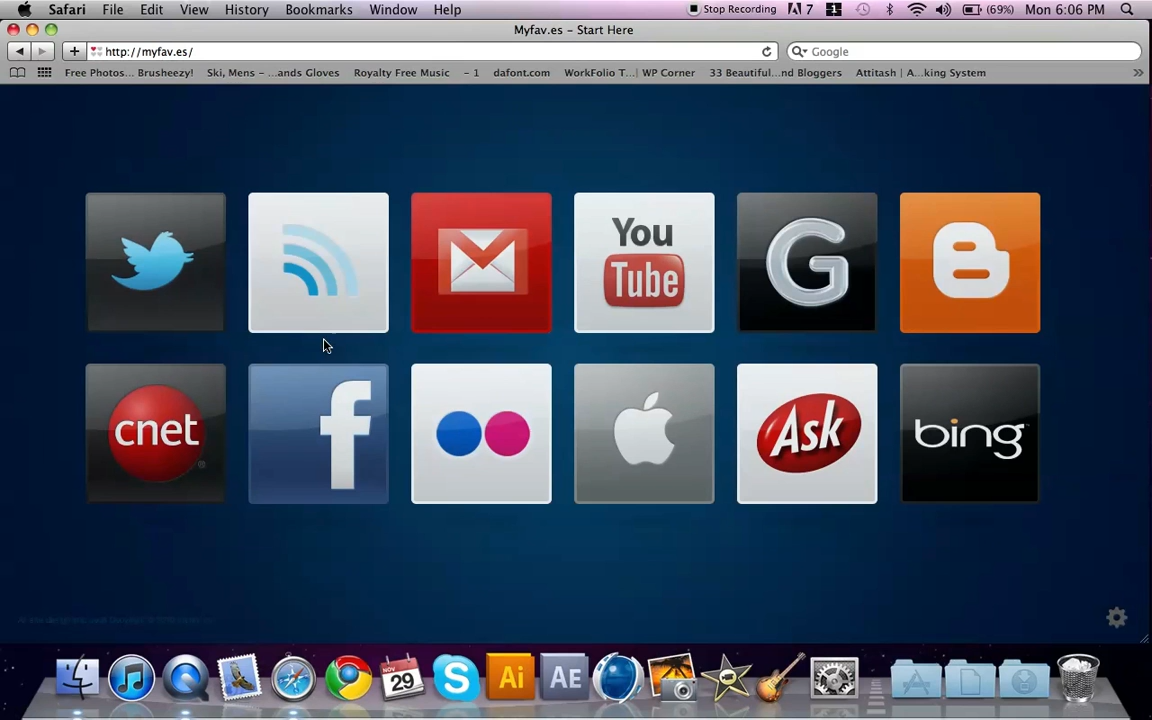 Safari File Edit View History Bookmarks Window Help Stop Recording 7 1 (69%) Mon 6:06 PM
Myfav.es – Start Here
http://myfav.es/ Google
Free Photos... Brusheezy! Ski, Mens – ...ands Gloves Royalty Free Music – 1 dafont.com WorkFolio T...| WP Corner 33 Beautiful...nd Bloggers Attitash | A...king System »
You Tube G B
cnet f Ask bing
NOV 29 S Ai AE